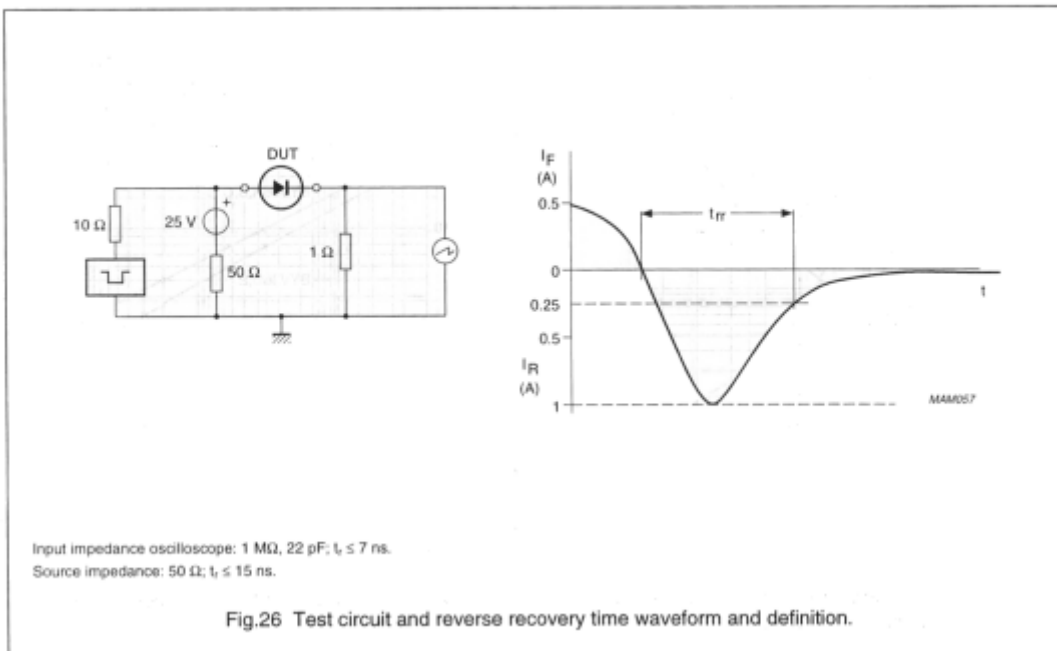 DUT
+
10 Ω
25 V
50 Ω
1 Ω
I_F
(A)
0.5
t_rr
0
t
0.25
0.5
I_R
(A)
1
MAM057
Input impedance oscilloscope: 1 MΩ, 22 pF; t_r ≤ 7 ns.
Source impedance: 50 Ω; t_r ≤ 15 ns.
Fig.26 Test circuit and reverse recovery time waveform and definition.